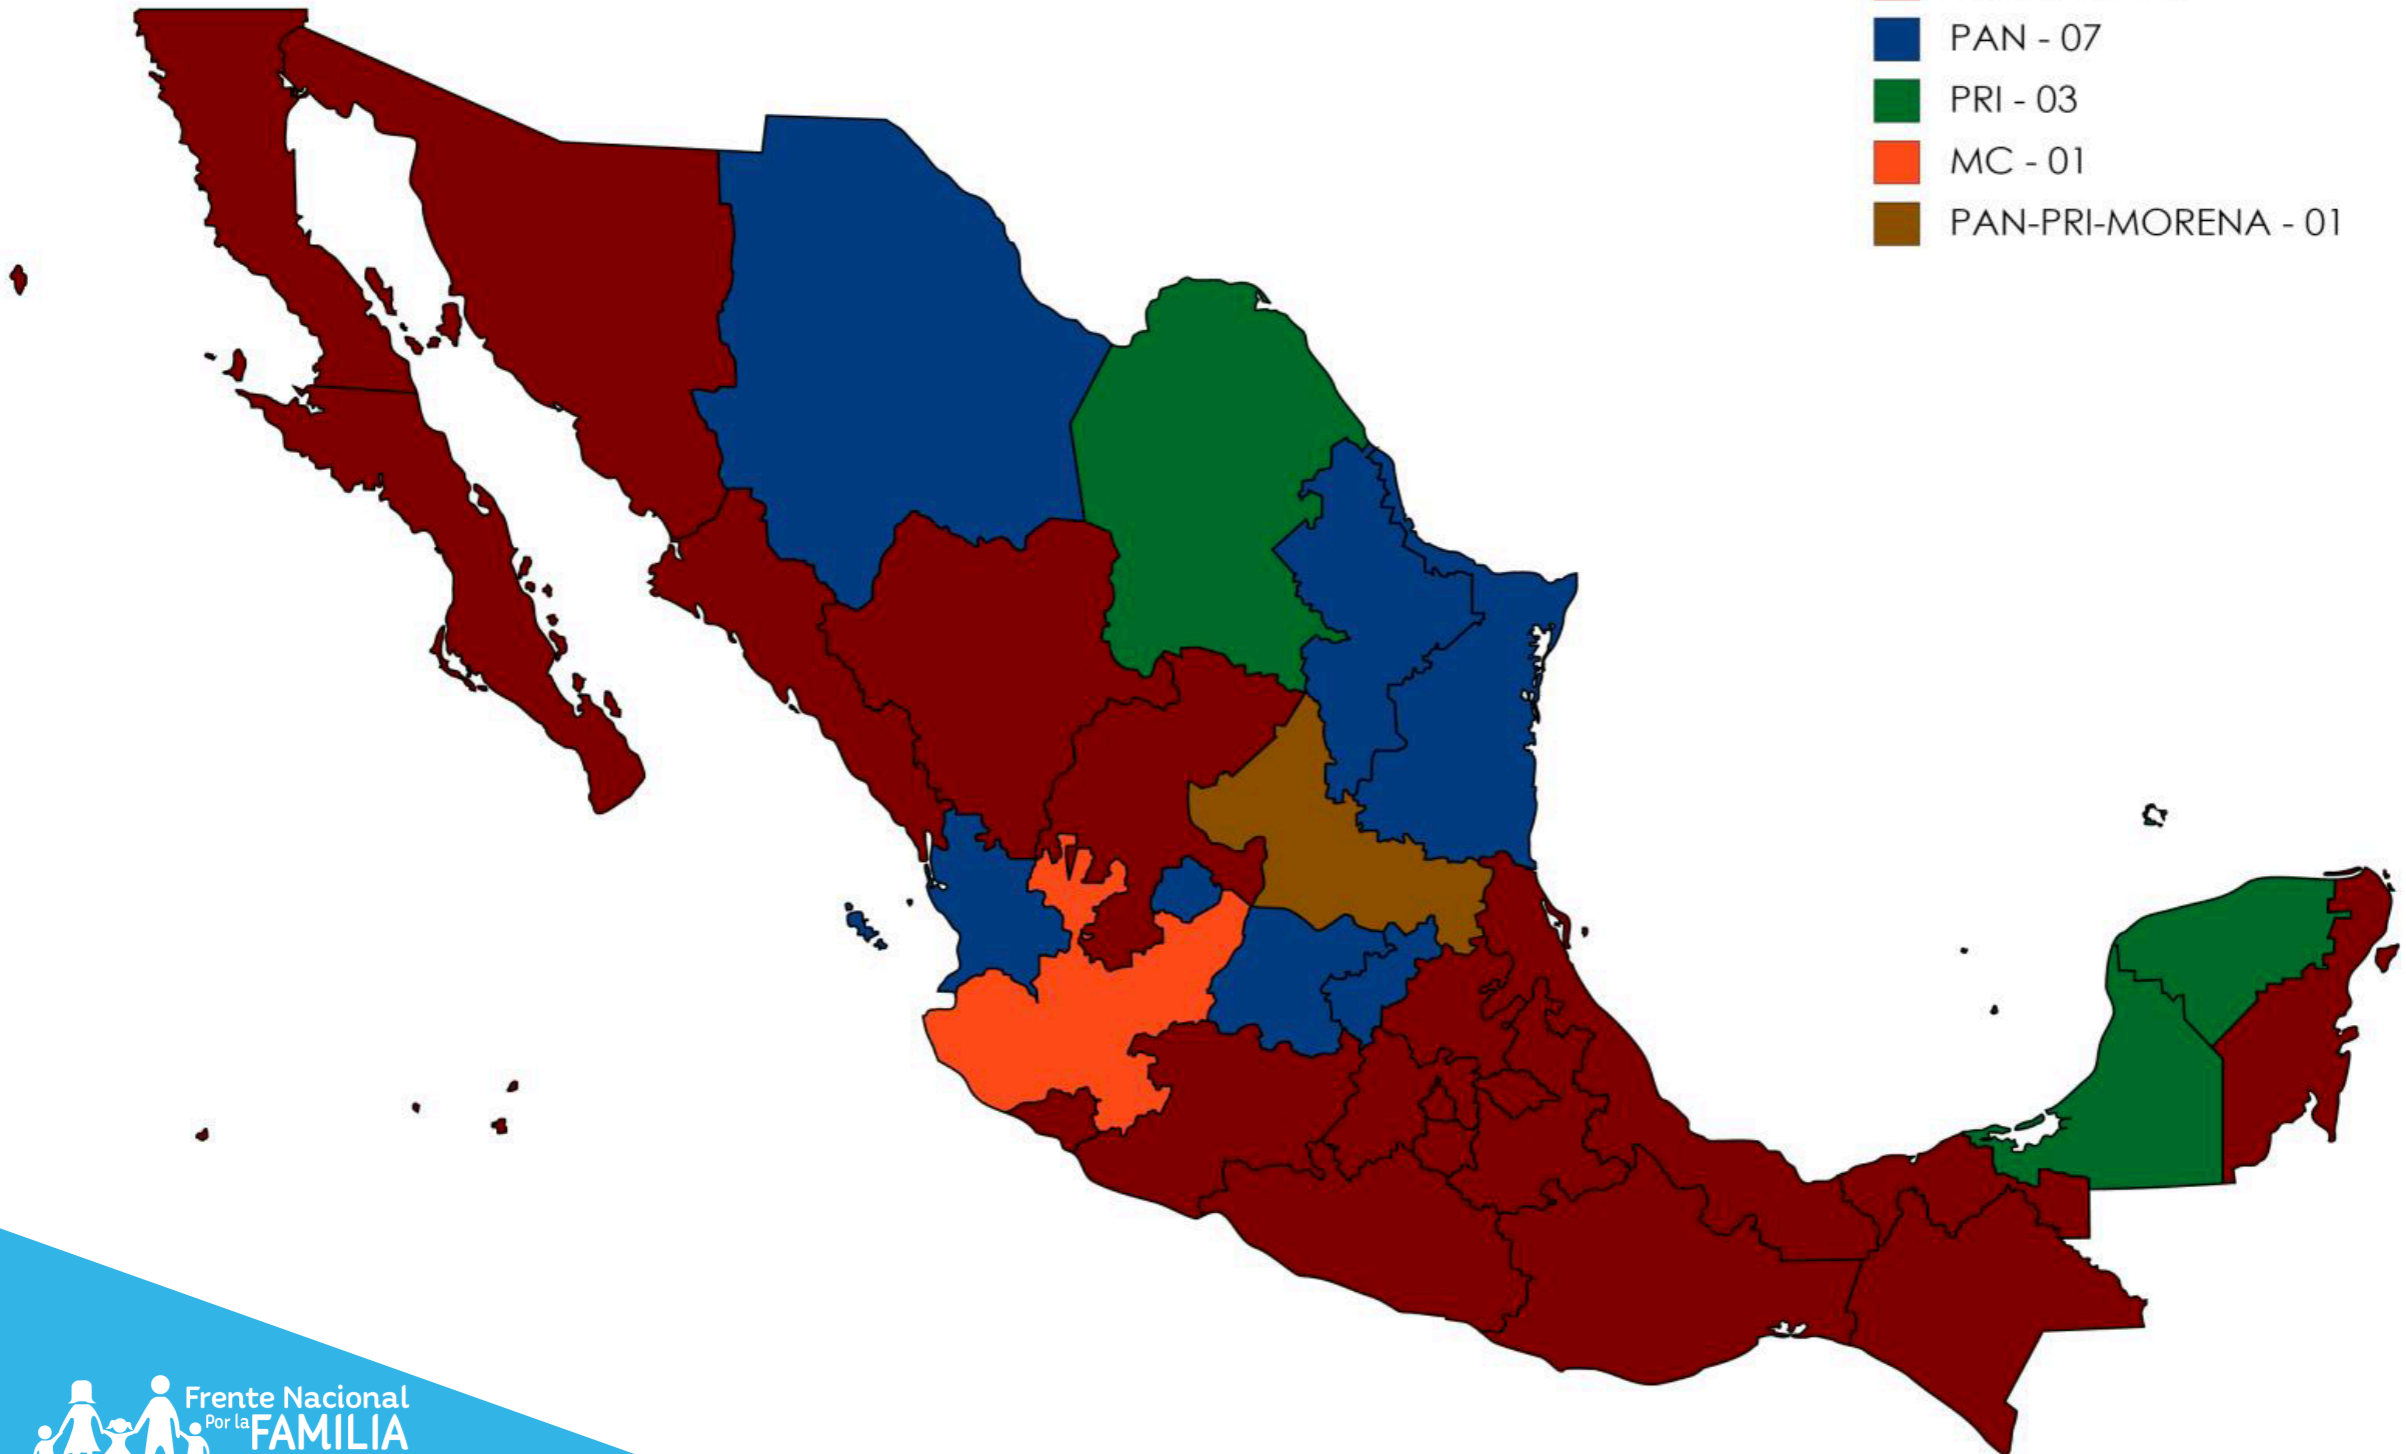 PAN - 07
PRI - 03
MC - 01
PAN-PRI-MORENA - 01
Frente Nacional
Por la FAMILIA